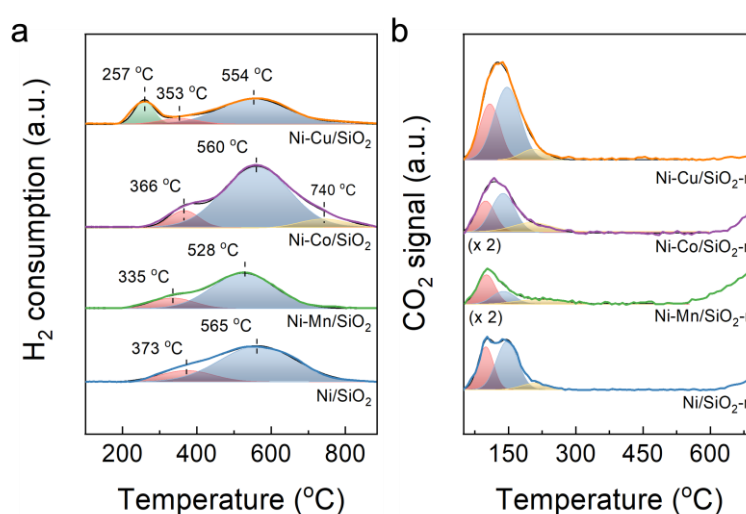 a
H₂ consumption (a.u.)
257 °C
353 °C
554 °C
Ni-Cu/SiO₂
366 °C
560 °C
740 °C
Ni-Co/SiO₂
335 °C
528 °C
Ni-Mn/SiO₂
373 °C
565 °C
Ni/SiO₂
200
400
600
800
Temperature (°C)
b
CO₂ signal (a.u.)
Ni-Cu/SiO₂-r
Ni-Co/SiO₂-r
(x 2)
Ni-Mn/SiO₂-r
(x 2)
Ni/SiO₂-r
150
300
450
600
Temperature (°C)